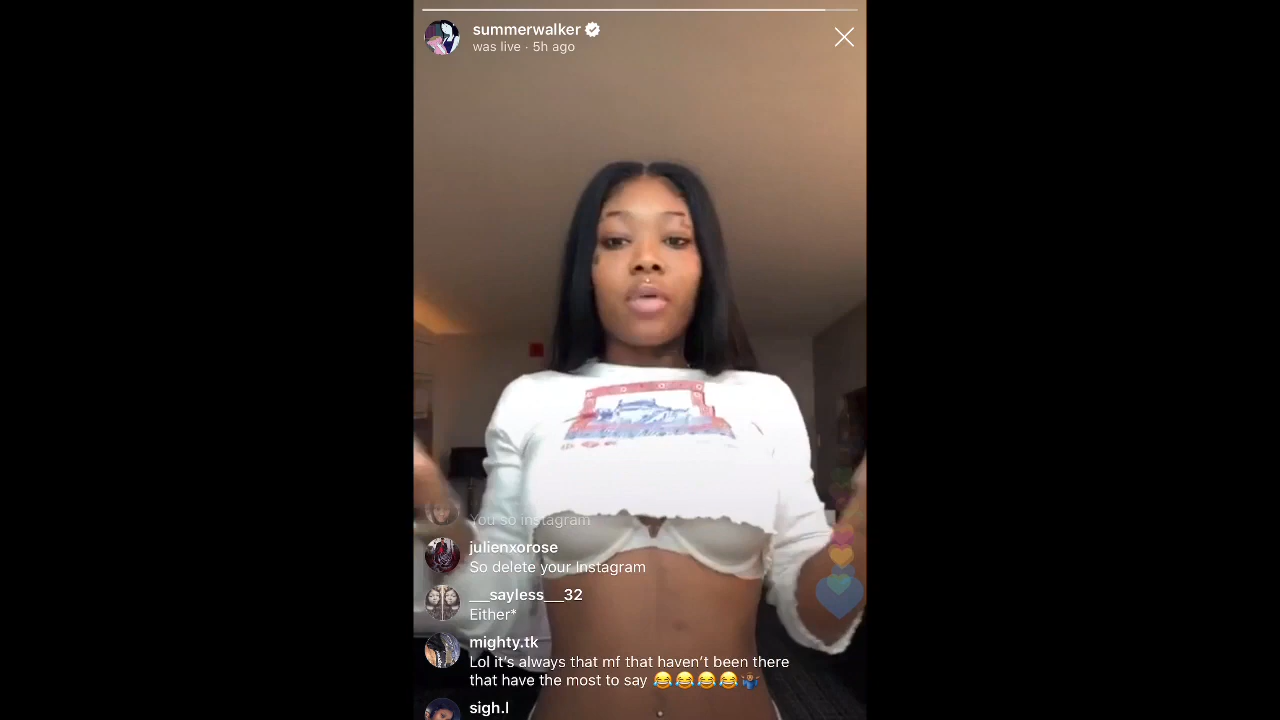 summerwalker
was live · 5h ago
You so instagram
julienxorose
So delete your Instagram
___sayless___32
Either*
mighty.tk
Lol it’s always that mf that haven’t been there
that have the most to say 😂😂😂😂🤷🏾‍♂️
sigh.l